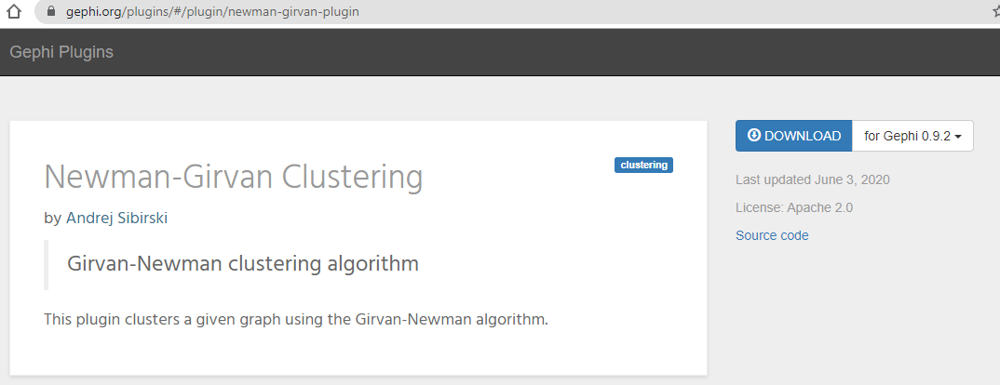 gephi.org/plugins/#/plugin/newman-girvan-plugin
Gephi Plugins
Newman-Girvan Clustering
clustering
by Andrej Sibirski
Girvan-Newman clustering algorithm
This plugin clusters a given graph using the Girvan-Newman algorithm.
DOWNLOAD for Gephi 0.9.2
Last updated June 3, 2020
License: Apache 2.0
Source code